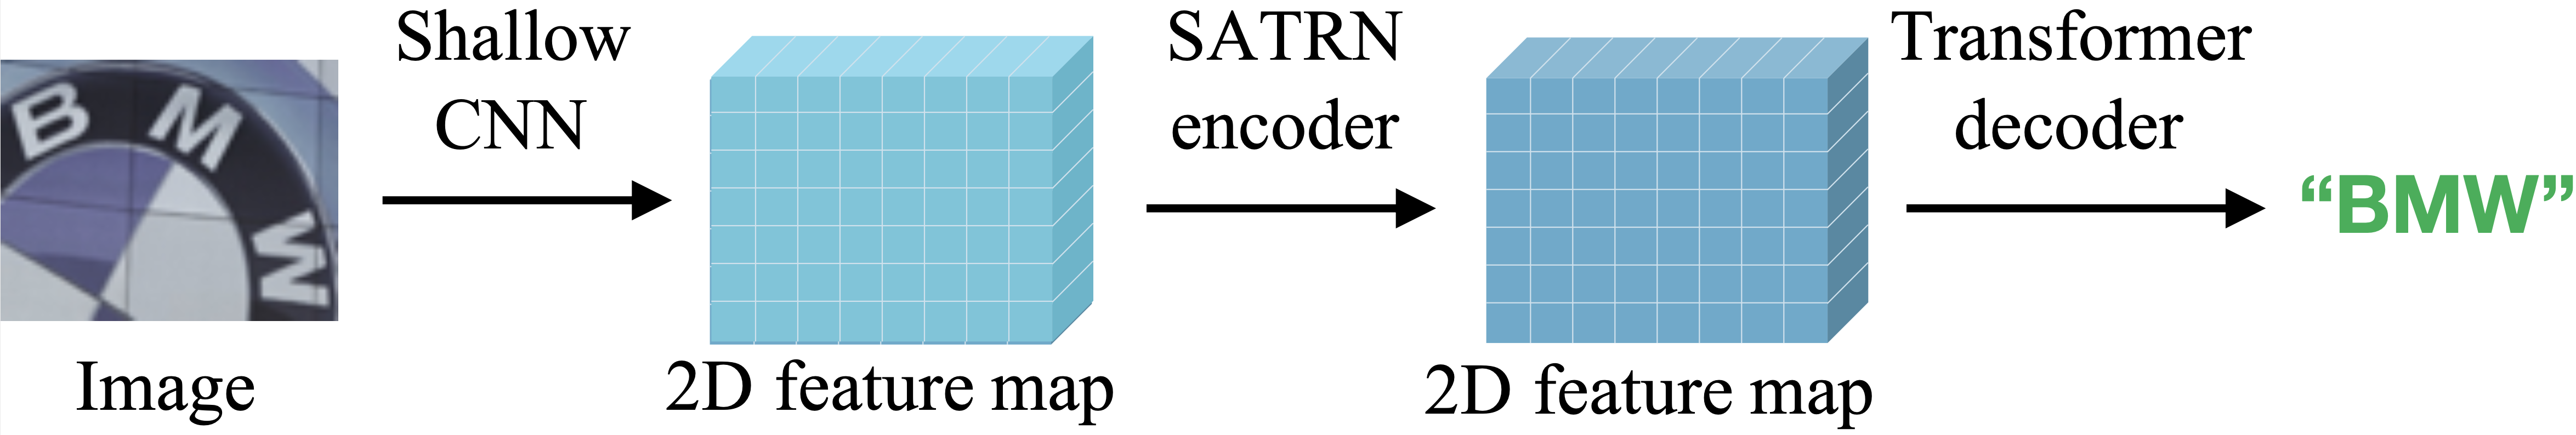 B M W
Image
Shallow
CNN
2D feature map
SATRN
encoder
2D feature map
Transformer
decoder
“BMW”